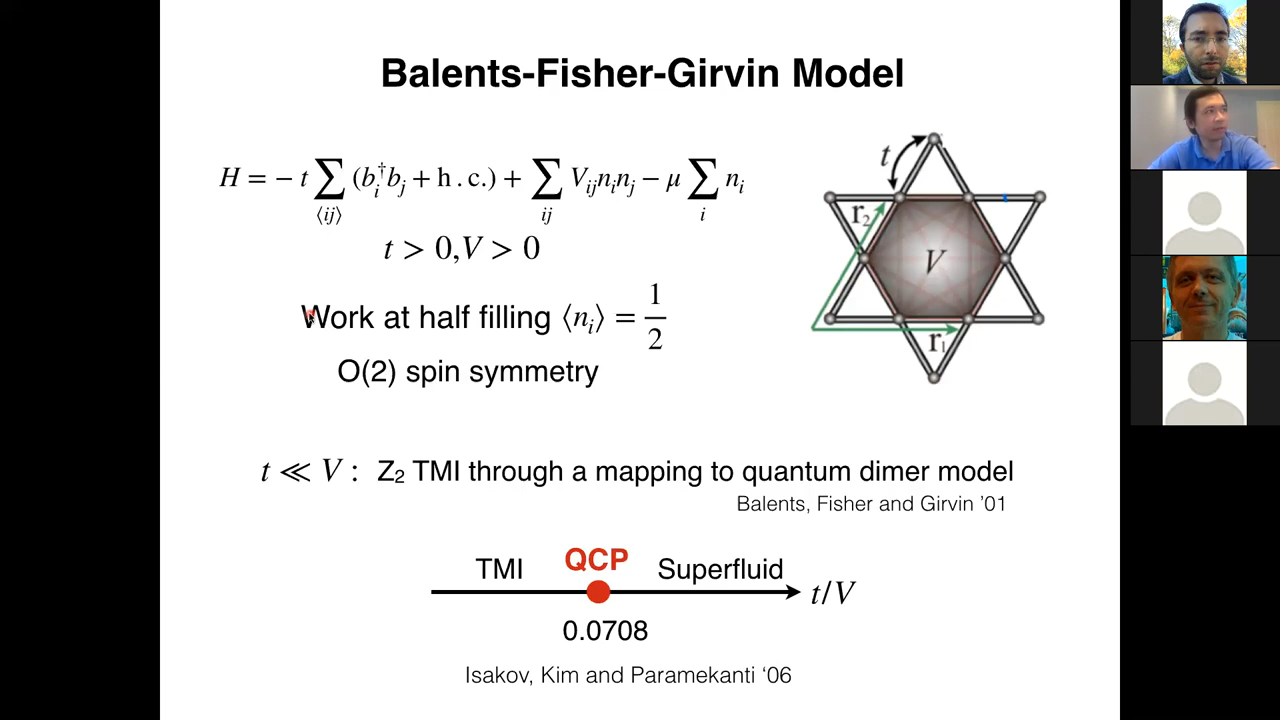 Balents-Fisher-Girvin Model
H = − t ∑⟨ij⟩ (b†ᵢbⱼ + h . c.) + ∑ij Vᵢⱼnᵢnⱼ − μ ∑i nᵢ
t > 0,V > 0
Work at half filling ⟨nᵢ⟩ = 1/2
O(2) spin symmetry
t
r₂
V
r₁
t ≪ V : Z₂ TMI through a mapping to quantum dimer model
Balents, Fisher and Girvin ’01
TMI QCP Superfluid
t/V
0.0708
Isakov, Kim and Paramekanti ‘06